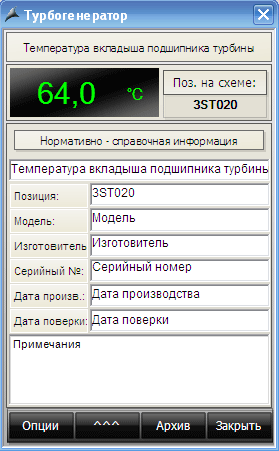 Турбогенератор
Температура вкладыша подшипника турбины
64,0 °C
Поз. на схеме:
3ST020
Нормативно - справочная информация
Температура вкладыша подшипника турбины
Позиция: 3ST020
Модель: Модель
Изготовитель Изготовитель
Серийный №: Серийный номер
Дата произв.: Дата производства
Дата поверки: Дата поверки
Примечания
Опции ^^^ Архив Закрыть